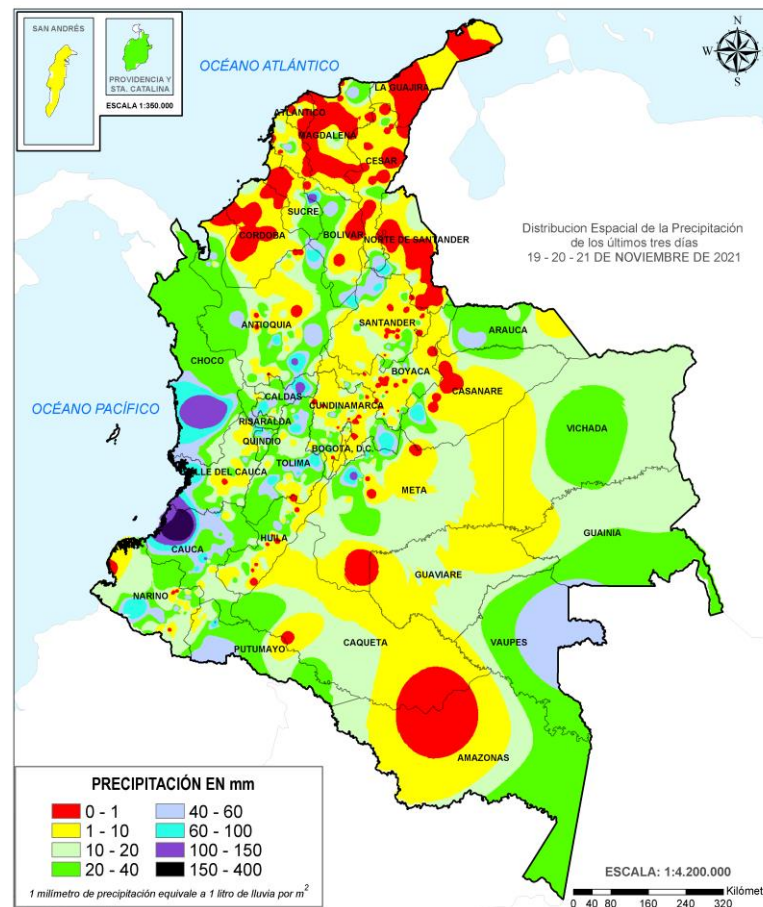 SAN ANDRÉS
PROVIDENCIA Y
STA. CATALINA
ESCALA 1:350.000
OCÉANO ATLÁNTICO
N
W E
S
LA GUAJIRA
ATLANTICO
MAGDALENA
CESAR
SUCRE
CORDOBA
BOLIVAR
NORTE DE SANTANDER
Distribucion Espacial de la Precipitación
de los últimos tres días
19 - 20 - 21 DE NOVIEMBRE DE 2021
ANTIOQUIA
SANTANDER
ARAUCA
CHOCO
BOYACA
CASANARE
OCÉANO PACÍFICO
CALDAS
CUNDINAMARCA
RISARALDA
VICHADA
QUINDIO
BOGOTA, D.C.
VALLE DEL CAUCA
TOLIMA
META
GUAINIA
CAUCA
HUILA
GUAVIARE
NARIÑO
CAQUETA
VAUPES
PUTUMAYO
AMAZONAS
PRECIPITACIÓN EN mm
0 - 1
40 - 60
1 - 10
60 - 100
10 - 20
100 - 150
20 - 40
150 - 400
1 milímetro de precipitación equivale a 1 litro de lluvia por m2
ESCALA: 1:4.200.000
Kilómet
0 40 80 160 240 320